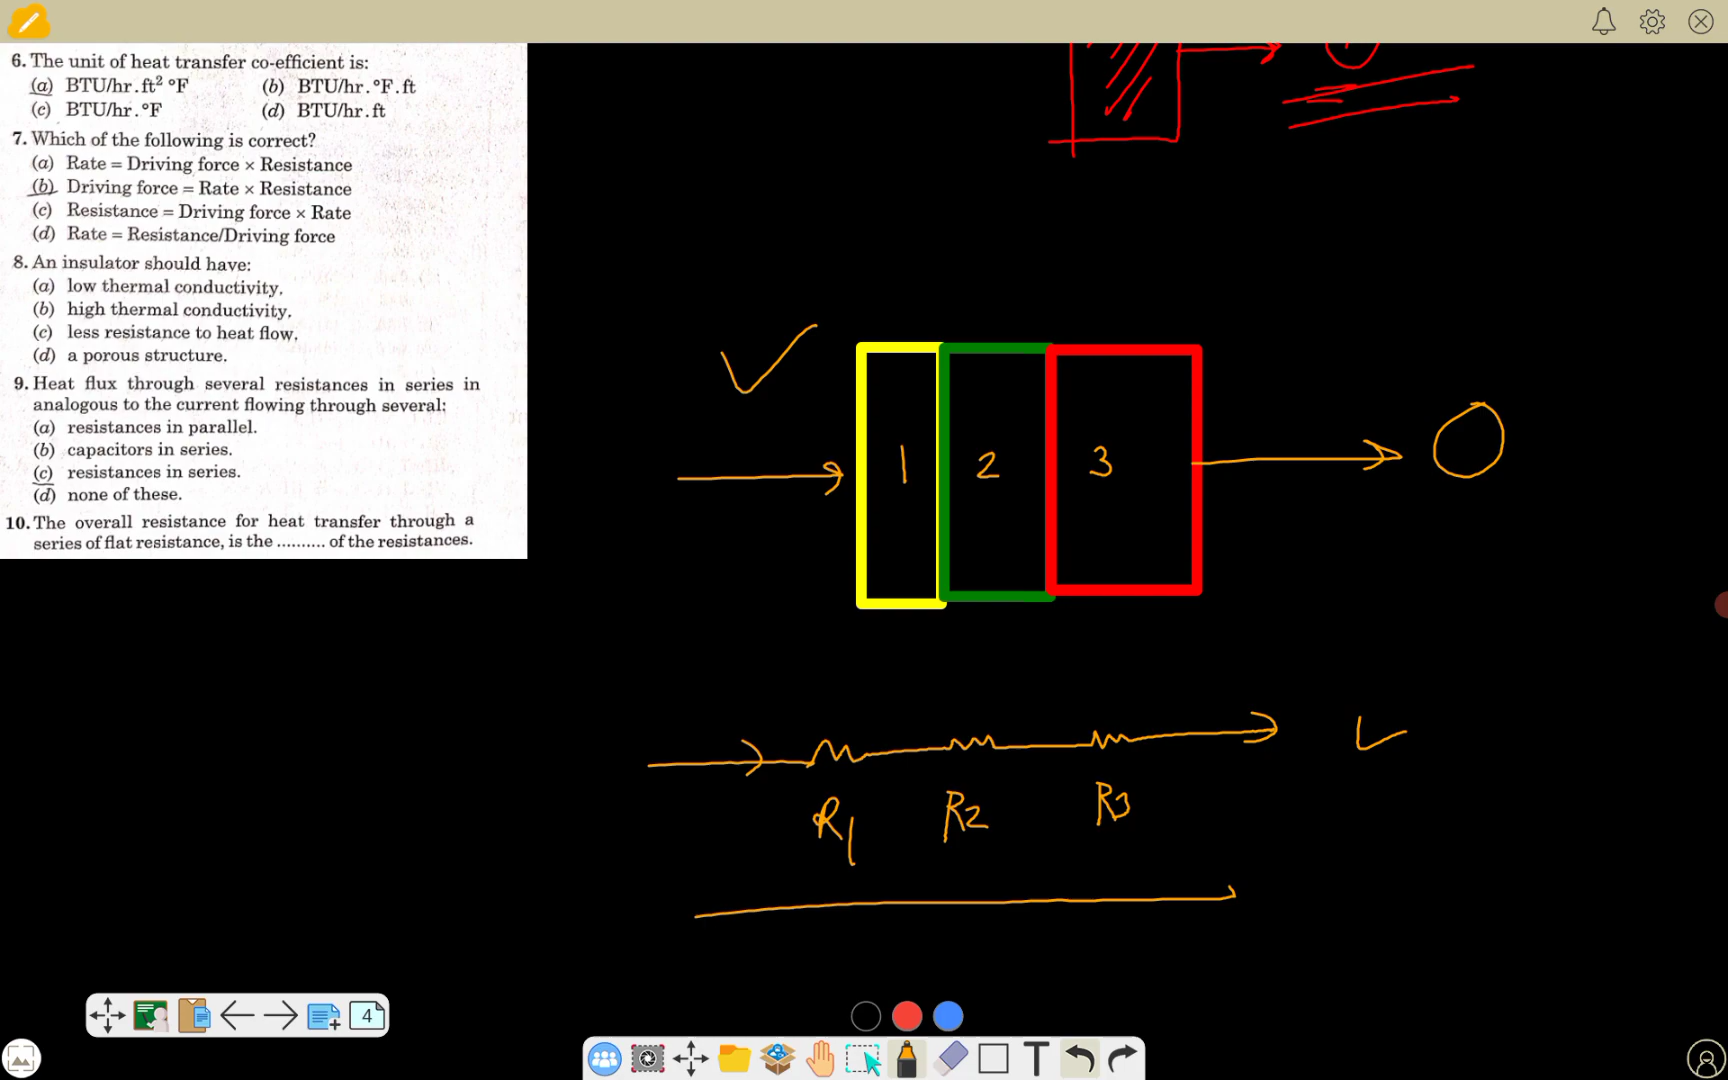 6. The unit of heat transfer co-efficient is:
(a) BTU/hr.ft² °F (b) BTU/hr.°F.ft
(c) BTU/hr.°F (d) BTU/hr.ft
7. Which of the following is correct?
(a) Rate = Driving force × Resistance
(b) Driving force = Rate × Resistance
(c) Resistance = Driving force × Rate
(d) Rate = Resistance/Driving force
8. An insulator should have:
(a) low thermal conductivity.
(b) high thermal conductivity.
(c) less resistance to heat flow.
(d) a porous structure.
9. Heat flux through several resistances in series in
analogous to the current flowing through several:
(a) resistances in parallel.
(b) capacitors in series.
(c) resistances in series.
(d) none of these.
10. The overall resistance for heat transfer through a
series of flat resistance, is the .......... of the resistances.
1 2 3
R1 R2 R3
4
T